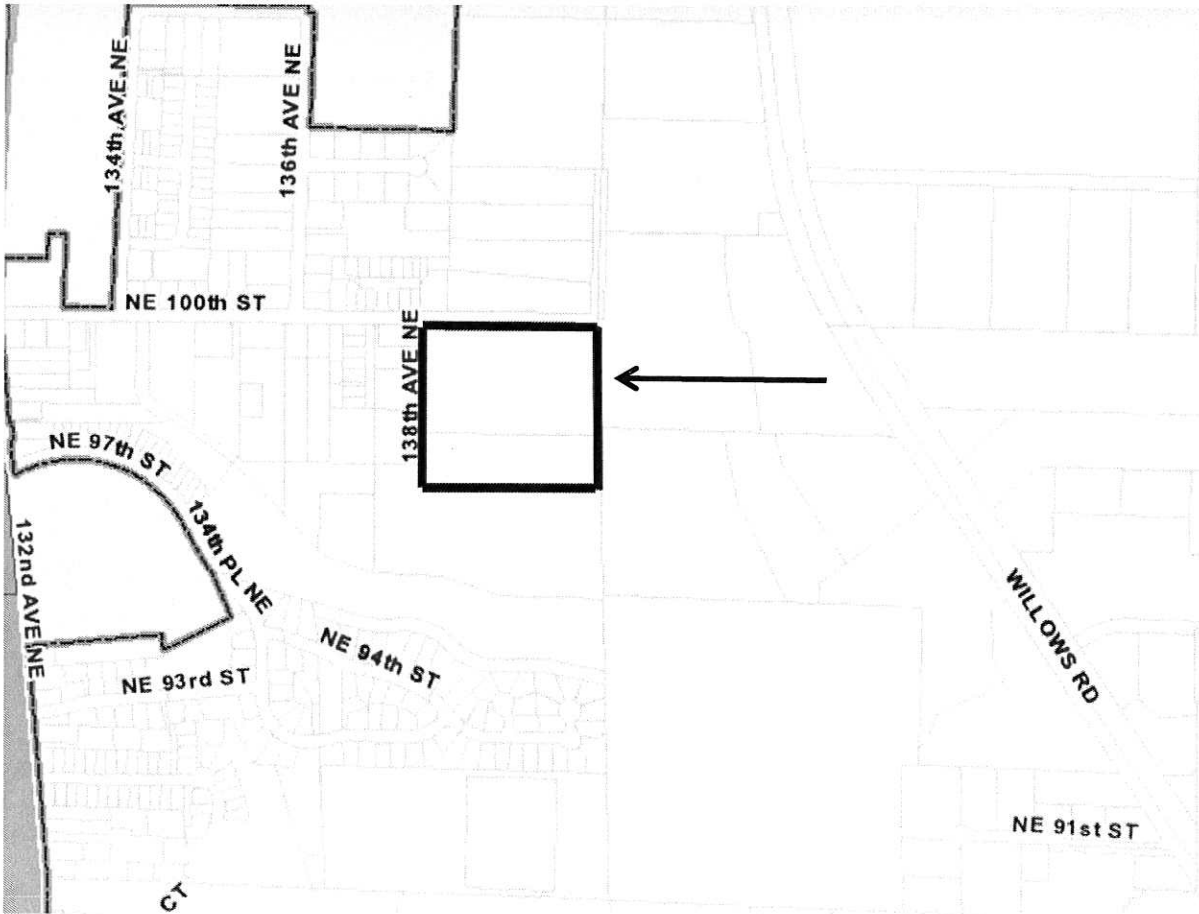 134th AVE NE
136th AVE NE
NE 100th ST
138th AVE NE
NE 97th ST
134th PL NE
132nd AVE NE
NE 94th ST
NE 93rd ST
WILLOWS RD
NE 91st ST
CT